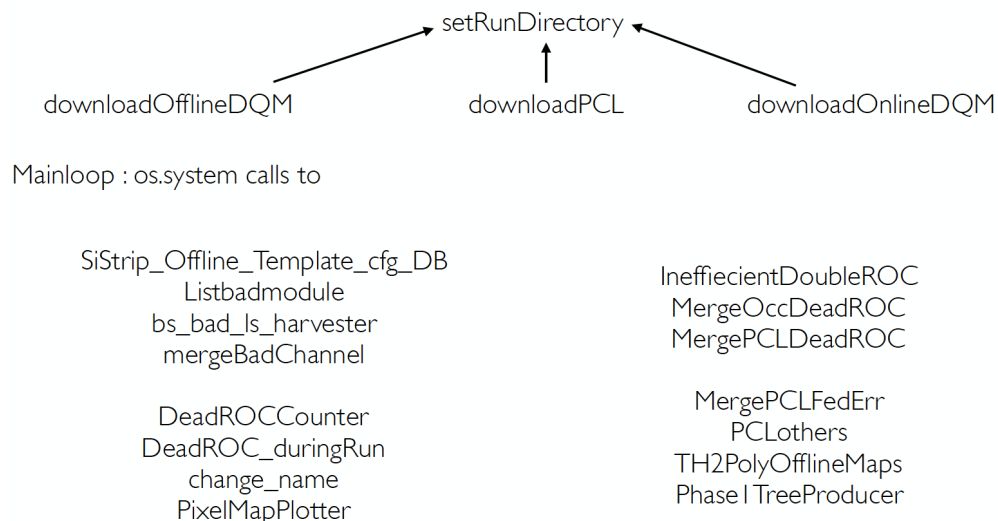 setRunDirectory
downloadOfflineDQM
downloadPCL
downloadOnlineDQM
Mainloop : os.system calls to
SiStrip_Offline_Template_cfg_DB
Listbadmodule
bs_bad_ls_harvester
mergeBadChannel
DeadROCCounter
DeadROC_duringRun
change_name
PixelMapPlotter
IneffiecientDoubleROC
MergeOccDeadROC
MergePCLDeadROC
MergePCLFedErr
PCLothers
TH2PolyOfflineMaps
Phase1TreeProducer